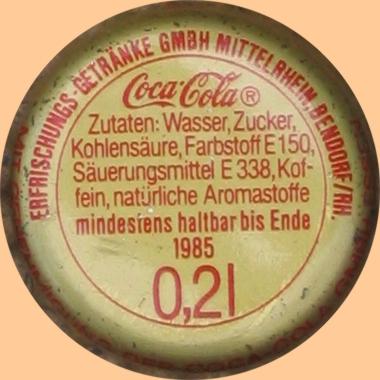 ERFRISCHUNGS-GETRÄNKE GMBH MITTELRHEIN, BENDORF/RH.
Coca-Cola ®
Zutaten: Wasser, Zucker,
Kohlensäure, Farbstoff E 150,
Säuerungsmittel E 338, Kof-
fein, natürliche Aromastoffe
mindestens haltbar bis Ende
1985
0,2l